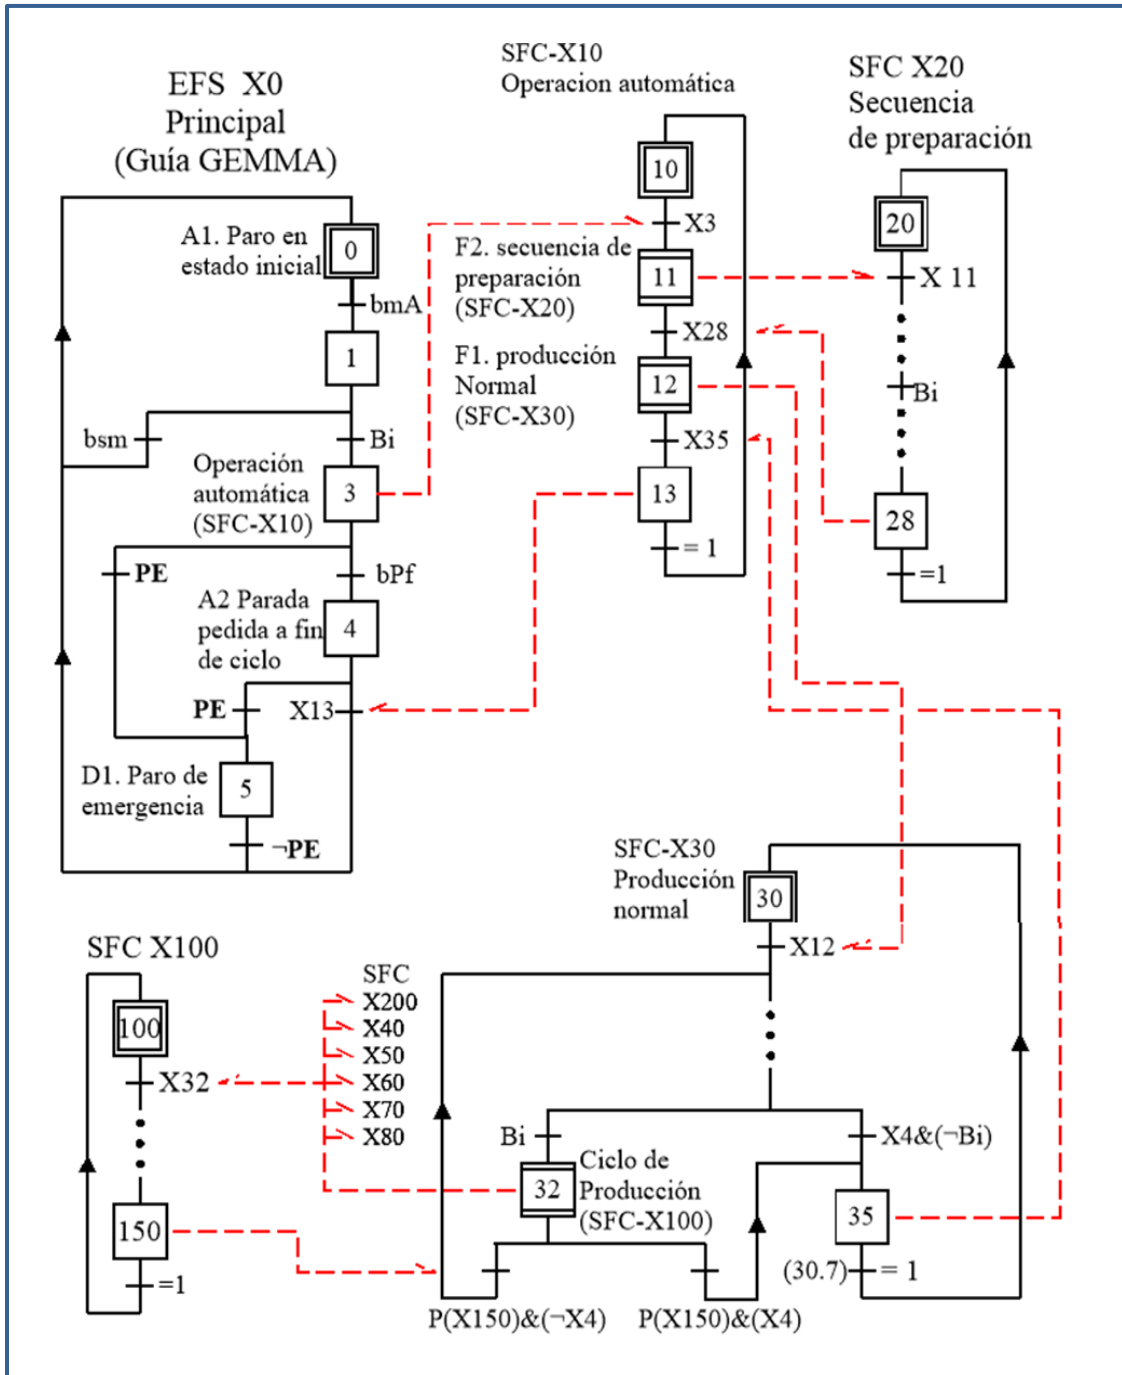 EFS X0
Principal
(Guía GEMMA)
A1. Paro en
estado inicial
0
bmA
1
bsm
Bi
Operación
automática
(SFC-X10)
3
PE
bPf
A2 Parada
pedida a fin
de ciclo
4
PE
X13
D1. Paro de
emergencia
5
¬PE
SFC-X10
Operacion automática
10
X3
F2. secuencia de
preparación
(SFC-X20)
11
X28
F1. producción
Normal
(SFC-X30)
12
X35
13
= 1
SFC X20
Secuencia
de preparación
20
X 11
Bi
28
=1
SFC-X30
Producción
normal
30
X12
Bi
X4&(¬Bi)
32
Ciclo de
Producción
(SFC-X100)
35
(30.7)
= 1
P(X150)&(¬X4)
P(X150)&(X4)
SFC X100
100
X32
150
=1
SFC
X200
X40
X50
X60
X70
X80